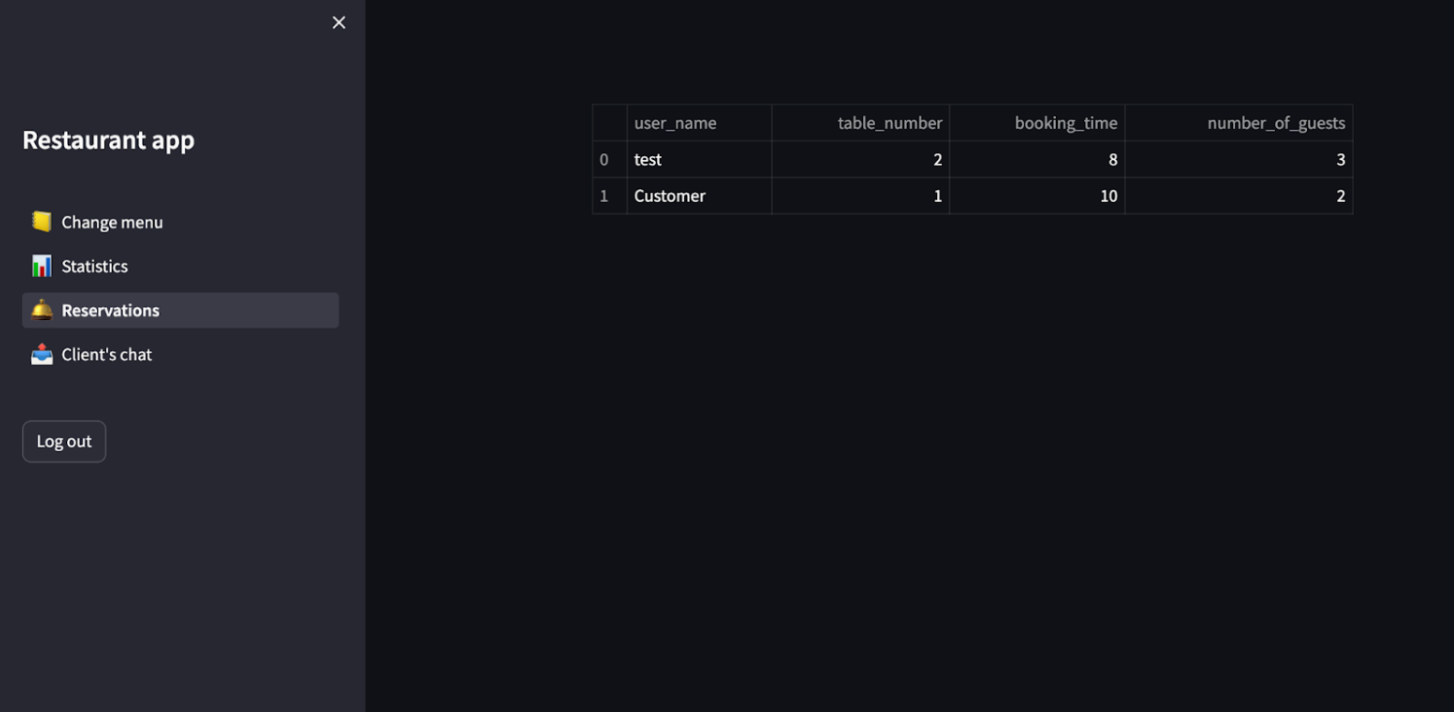 Restaurant app
Change menu
Statistics
Reservations
Client's chat
Log out
user_name table_number booking_time number_of_guests
0 test 2 8 3
1 Customer 1 10 2